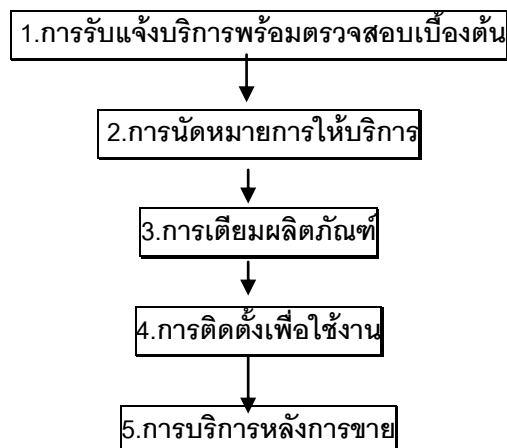 1.การรับแจ้งบริการพร้อมตรวจสอบเบื้องต้น
2.การนัดหมายการให้บริการ
3.การเตียมผลิตภัณฑ์
4.การติดตั้งเพื่อใช้งาน
5.การบริการหลังการขาย